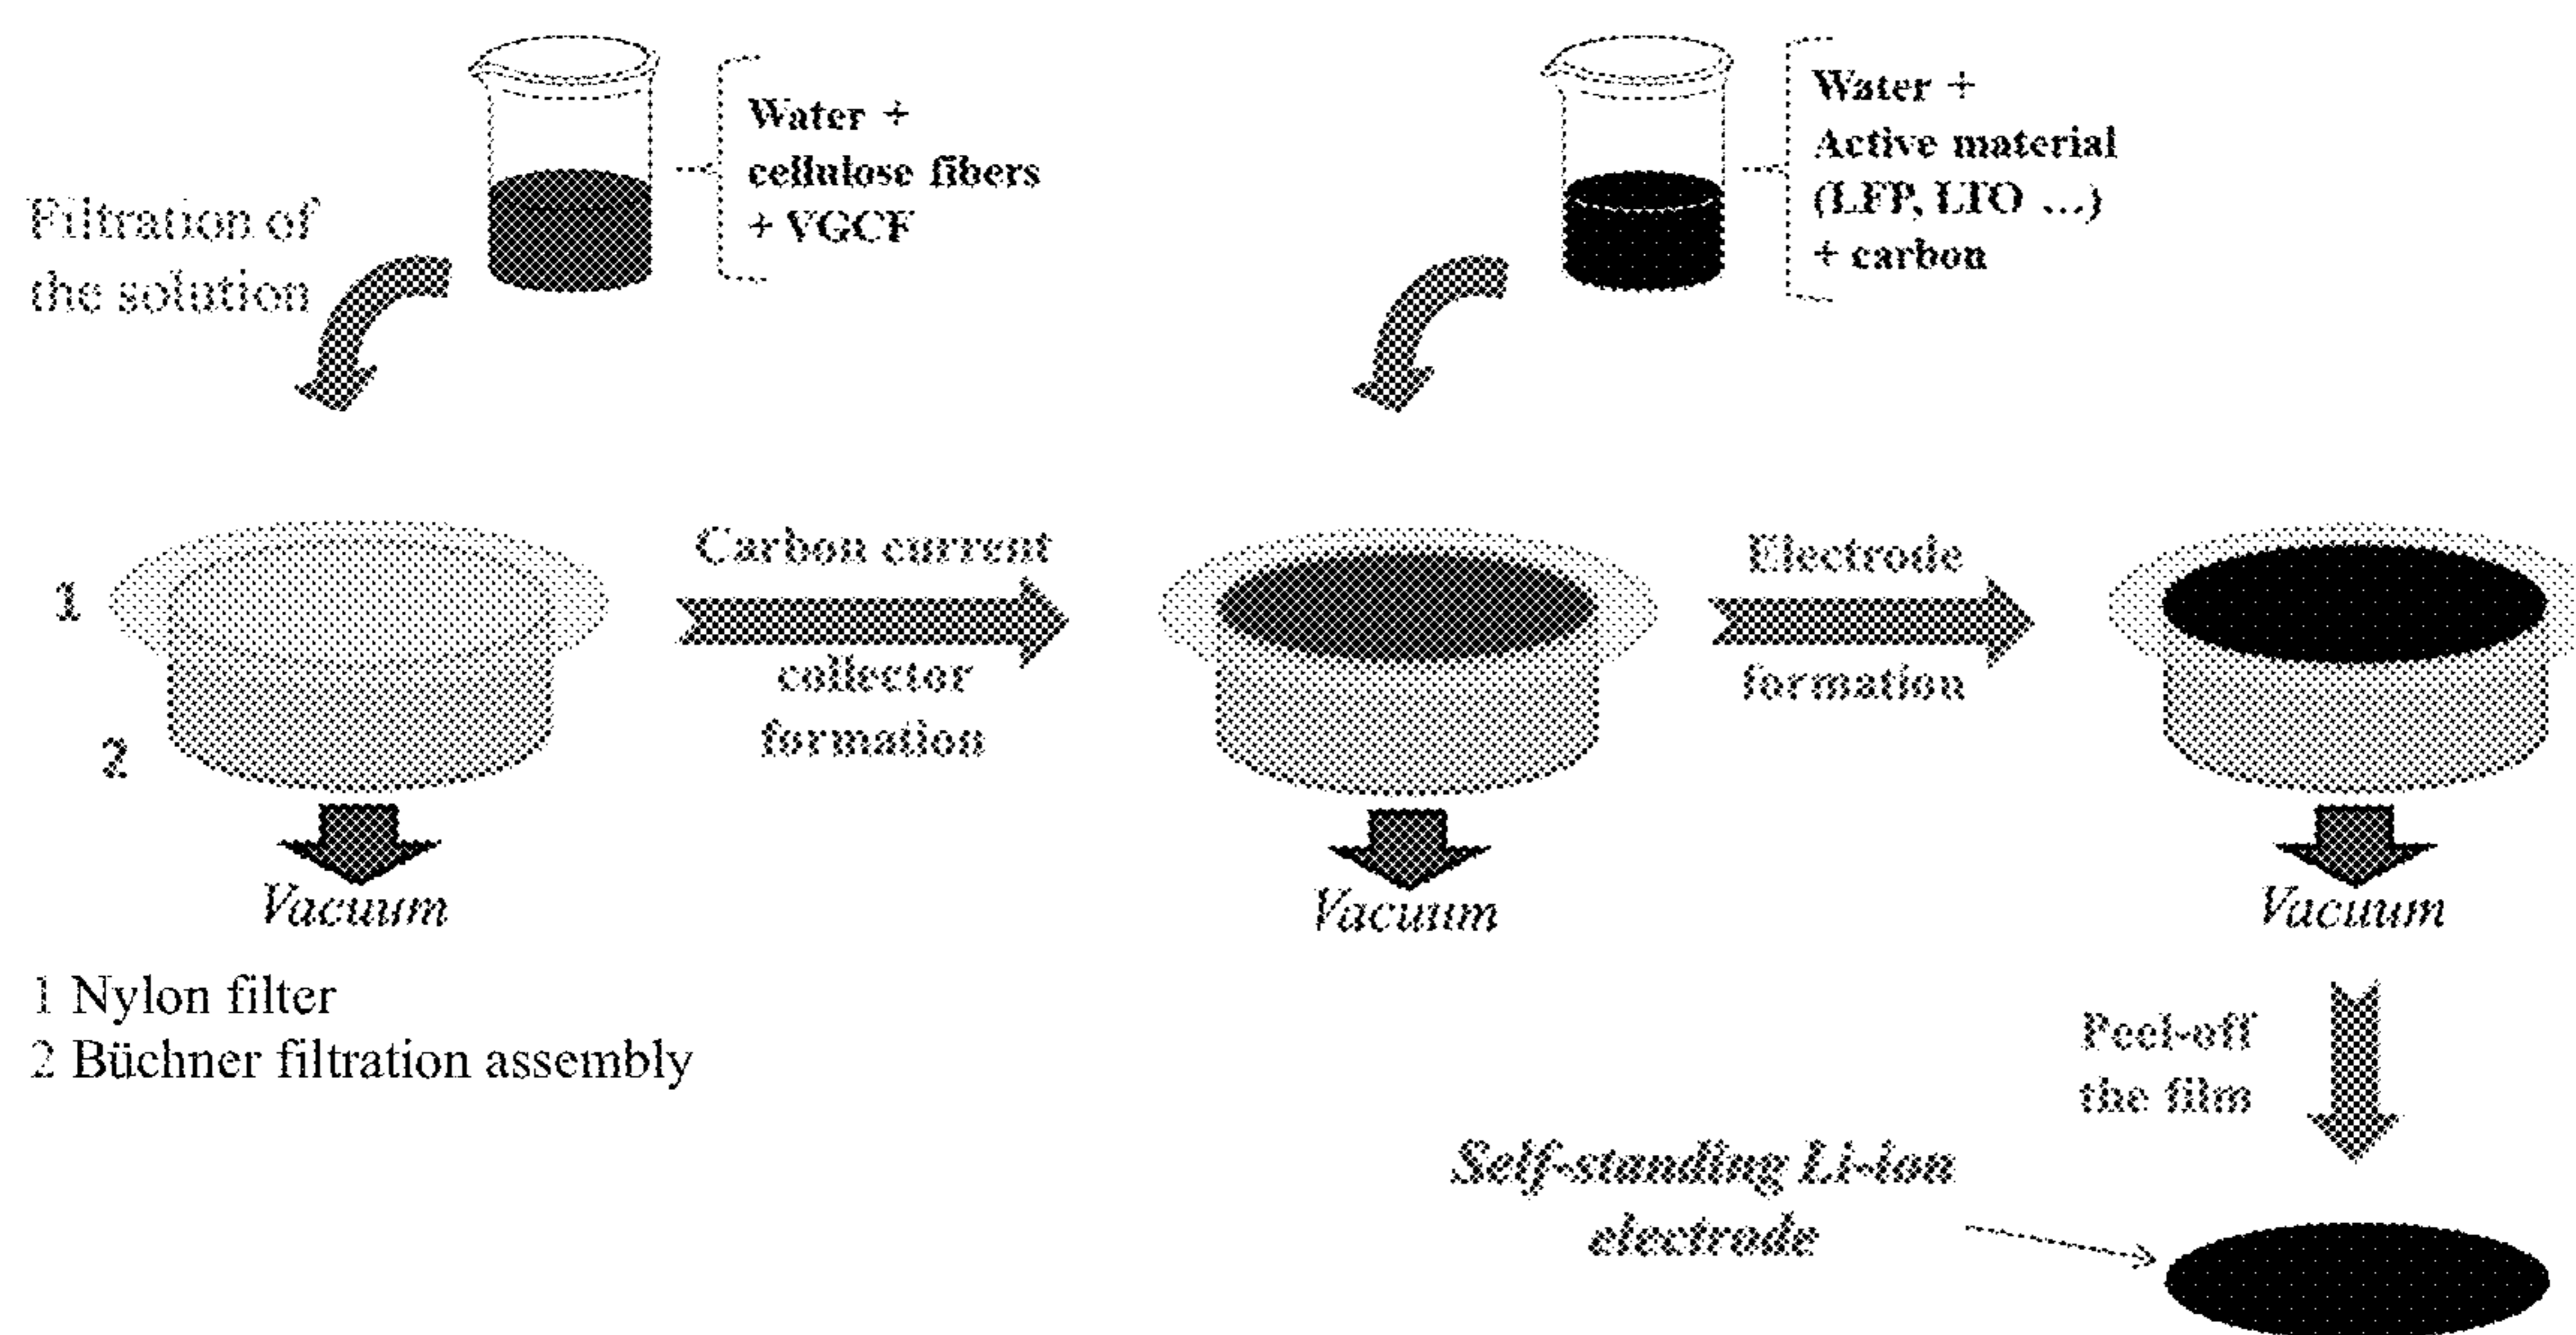 Filtration of
the solution
Water +
cellulose fibers
+ VGCF
Water +
Active material
(LFP, LTO ...)
+ carbon
1
2
Carbon current
collector
formation
Electrode
formation
Vacuum
Vacuum
Vacuum
1 Nylon filter
2 Büchner filtration assembly
Peel-off
the film
Self-standing Li-ion
electrode